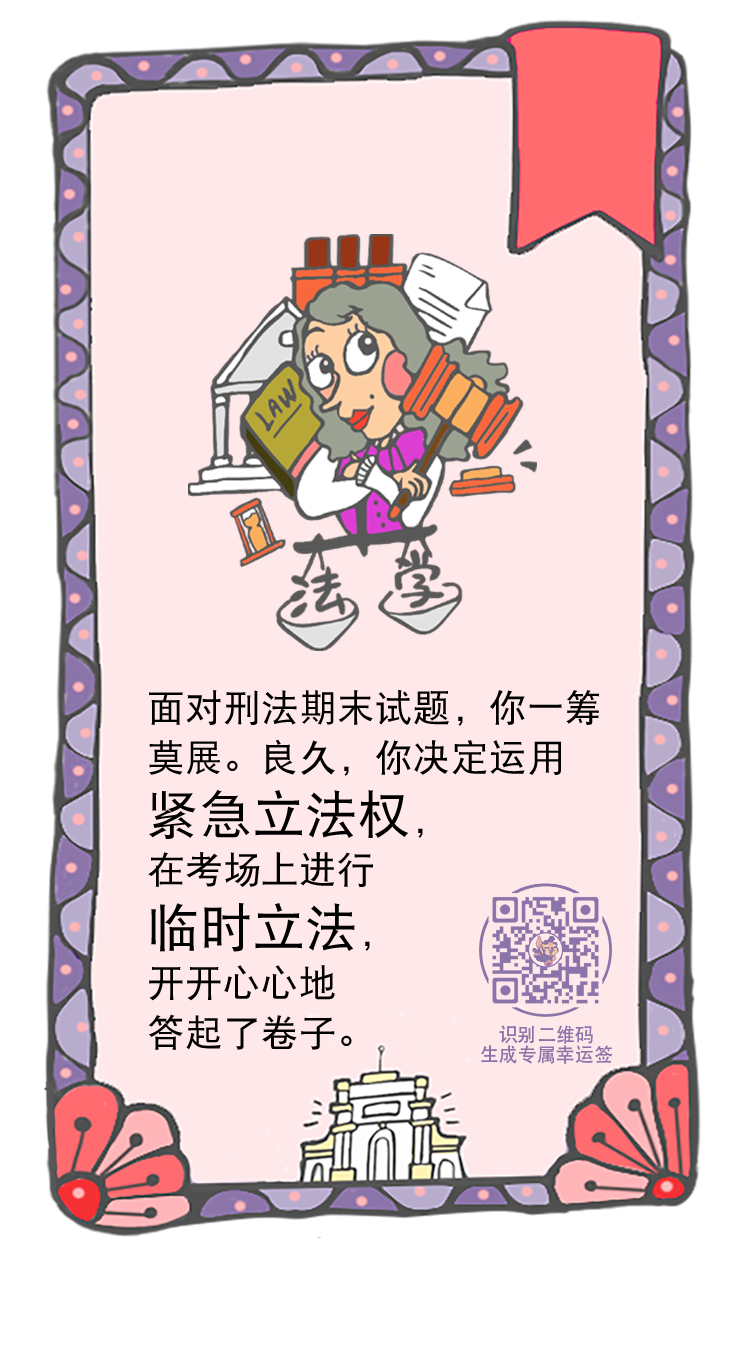 LAW
法 学
面对刑法期末试题，你一筹
莫展。良久，你决定运用
紧急立法权，
在考场上进行
临时立法，
开开心心地
答起了卷子。
识别二维码
生成专属幸运签